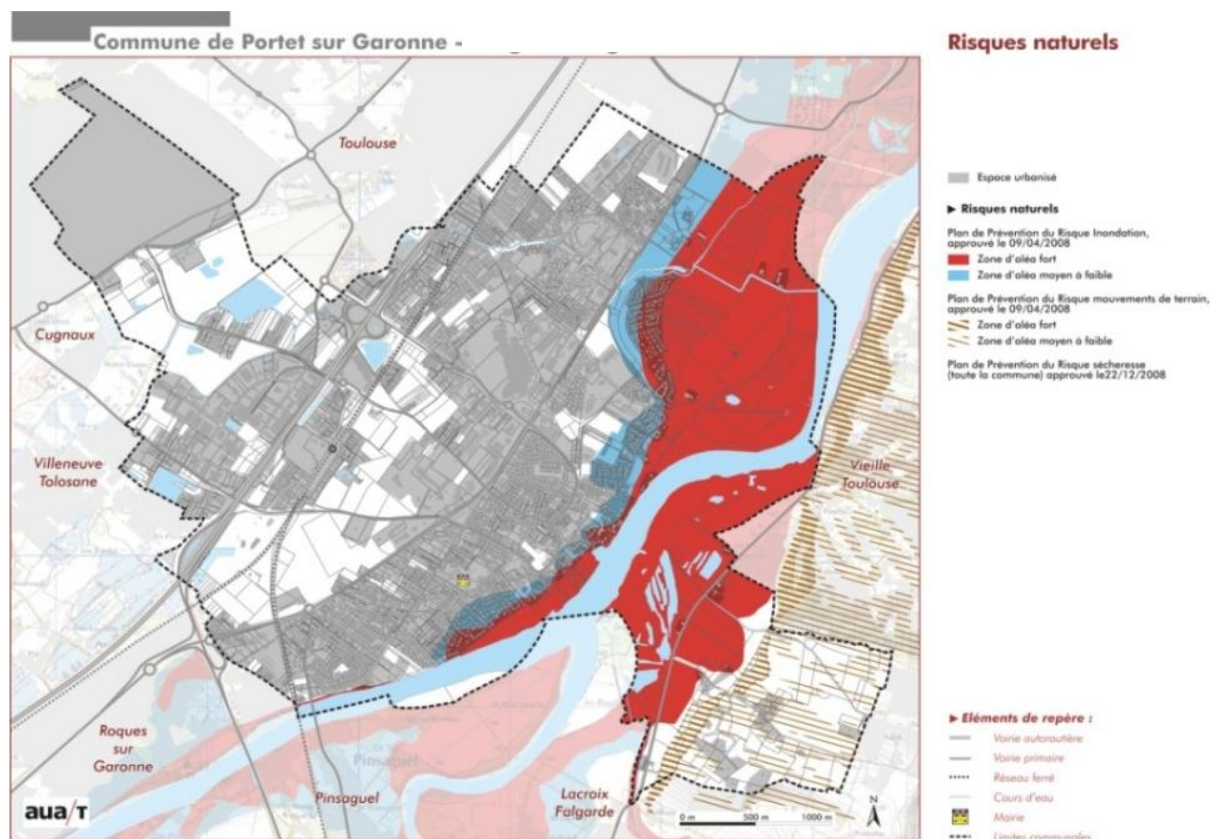 Commune de Portet sur Garonne -
Risques naturels
Toulouse
Cugnaux
Villeneuve
Tolosane
Vieille
Toulouse
Roques
sur
Garonne
Pinsaguel
Pinsaguel
Lacroix
Falgarde
aua/T
0 m 500 m 1000 m
N
Espace urbanisé
► Risques naturels
Plan de Prévention du Risque Inondation,
approuvé le 09/04/2008
Zone d'aléa fort
Zone d'aléa moyen à faible
Plan de Prévention du Risque mouvements de terrain,
approuvé le 09/04/2008
Zone d'aléa fort
Zone d'aléa moyen à faible
Plan de Prévention du Risque sécheresse
(toute la commune) approuvé le22/12/2008
► Eléments de repère :
Voirie autoroutière
Voirie primaire
Réseau ferré
Cours d'eau
Mairie
Limites communales